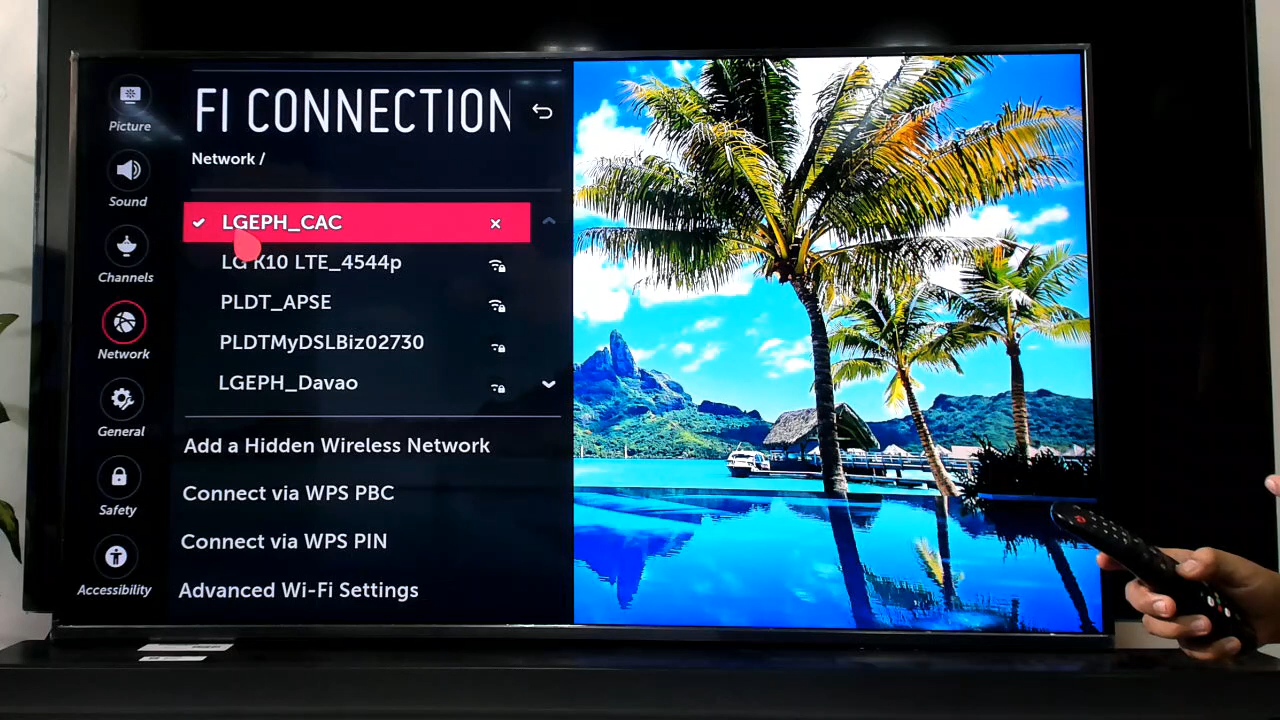 Picture
Sound
Channels
Network
General
Safety
Accessibility
FI CONNECTION
Network /
LGEPH_CAC
LG K10 LTE_4544p
PLDT_APSE
PLDTMyDSLBiz02730
LGEPH_Davao
Add a Hidden Wireless Network
Connect via WPS PBC
Connect via WPS PIN
Advanced Wi-Fi Settings